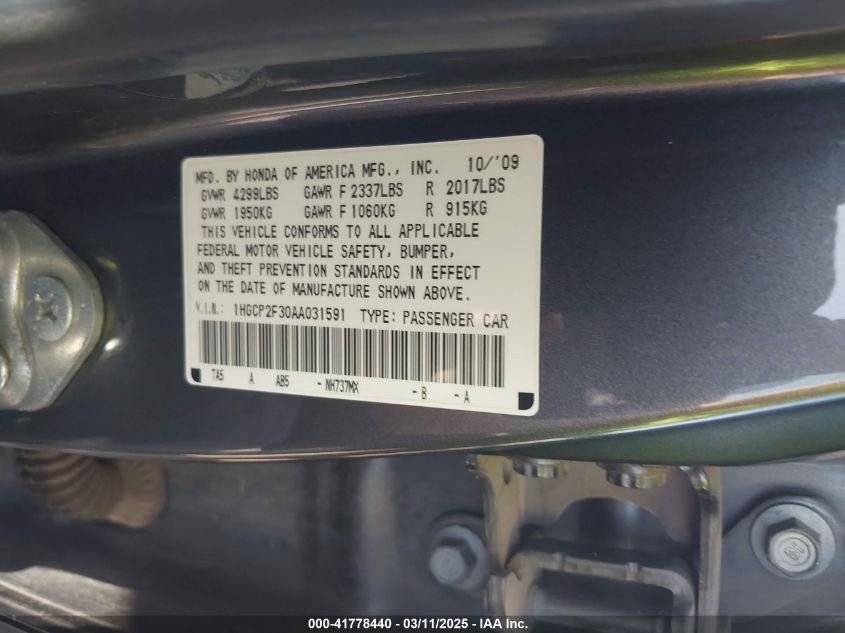 MFD. BY HONDA OF AMERICA MFG., INC. 10/'09
GVWR 4299LBS GAWR F 2337LBS R 2017LBS
GVWR 1950KG GAWR F 1060KG R 915KG
THIS VEHICLE CONFORMS TO ALL APPLICABLE
FEDERAL MOTOR VEHICLE SAFETY, BUMPER,
AND THEFT PREVENTION STANDARDS IN EFFECT
ON THE DATE OF MANUFACTURE SHOWN ABOVE.
V.I.N.: 1HGCP2F30AA031591 TYPE: PASSENGER CAR
TA5 A AB5 -NH737MX -B -A
000-41778440 - 03/11/2025 - IAA Inc.